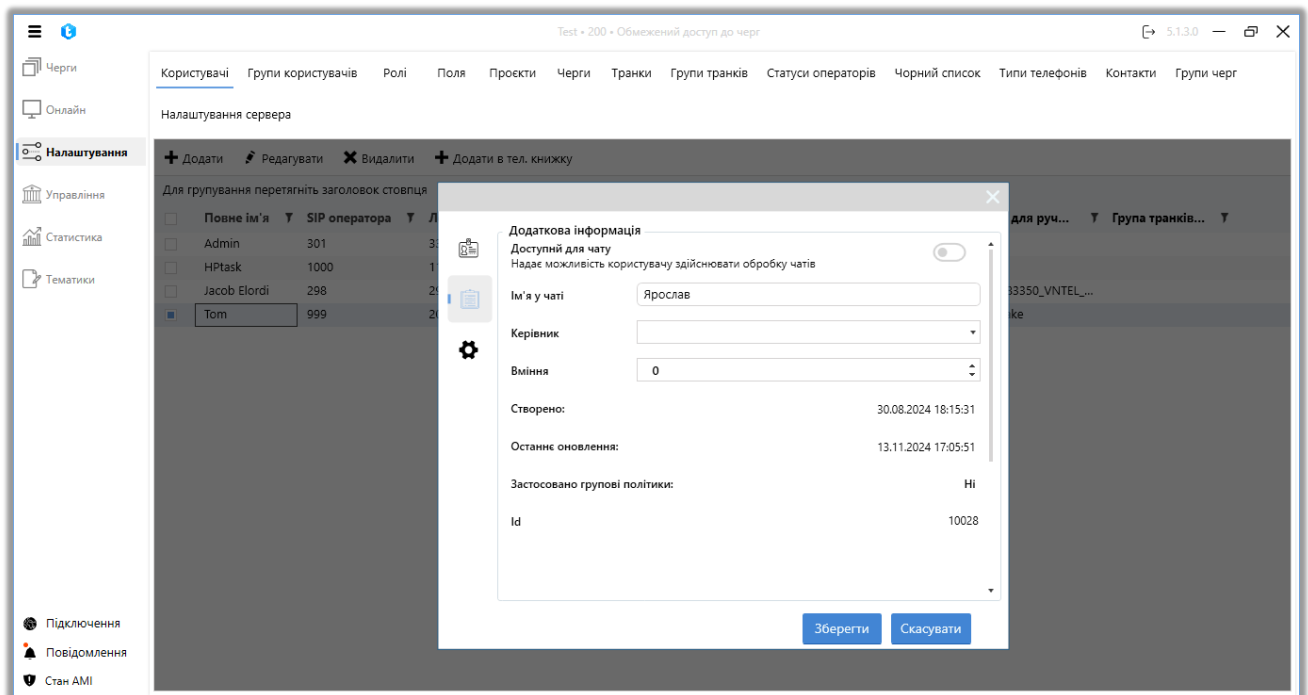 Test • 200 • Обмежений доступ до черг
5.1.3.0
Черги
Онлайн
Налаштування
Управління
Статистика
Тематики
Підключення
Повідомлення
Стан АМІ
Користувачі Групи користувачів Ролі Поля Проєкти Черги Транки Групи транків Статуси операторів Чорний список Типи телефонів Контакти Групи черг
Налаштування сервера
Додати Редагувати Видалити Додати в тел. книжку
Для групування перетягніть заголовок стовпця
Повне ім'я SIP оператора для руч... Група транків...
Admin 301
HPtask 1000
Jacob Elordi 298 33350_VNTEL_...
Tom 999
Додаткова інформація
Доступнй для чату
Надає можливість користувачу здійснювати обробку чатів
Ім'я у чаті Ярослав
Керівник
Вміння 0
Створено: 30.08.2024 18:15:31
Останнє оновлення: 13.11.2024 17:05:51
Застосовано групові політики: Ні
Id 10028
Зберегти Скасувати